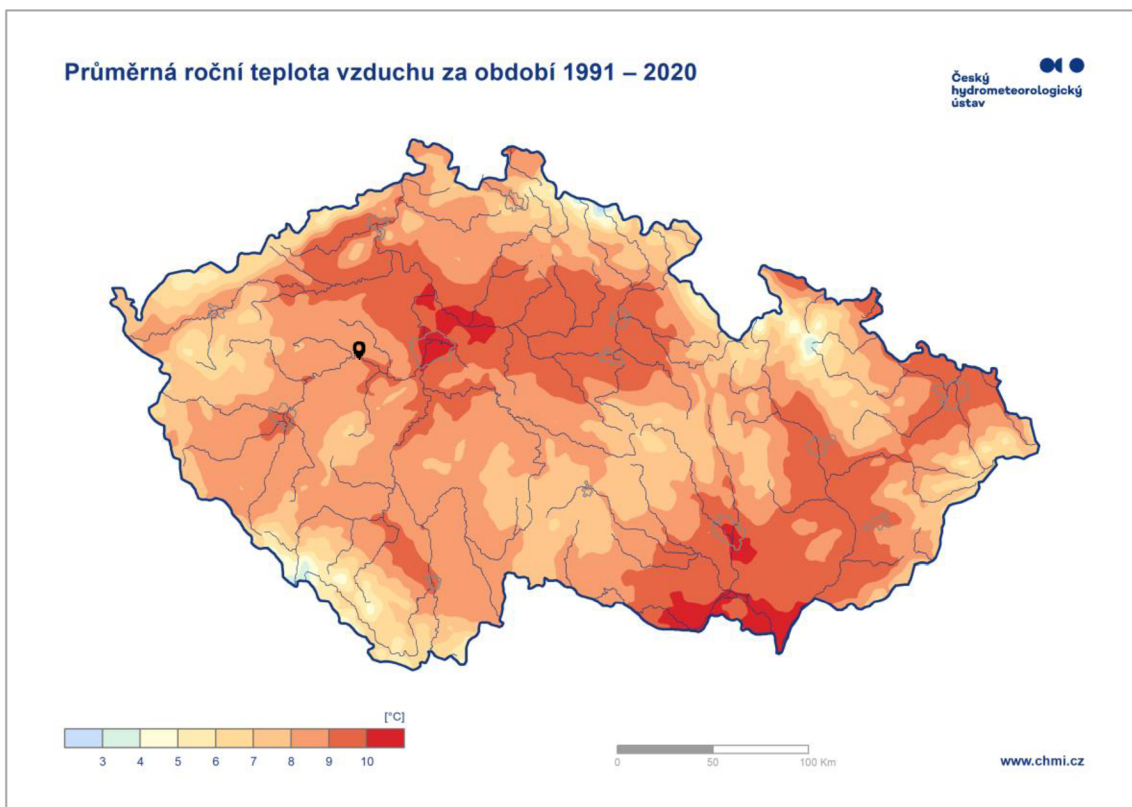 Průměrná roční teplota vzduchu za období 1991 – 2020
Český
hydrometeorologický
ústav
[°C]
3 4 5 6 7 8 9 10
0 50 100 Km
www.chmi.cz